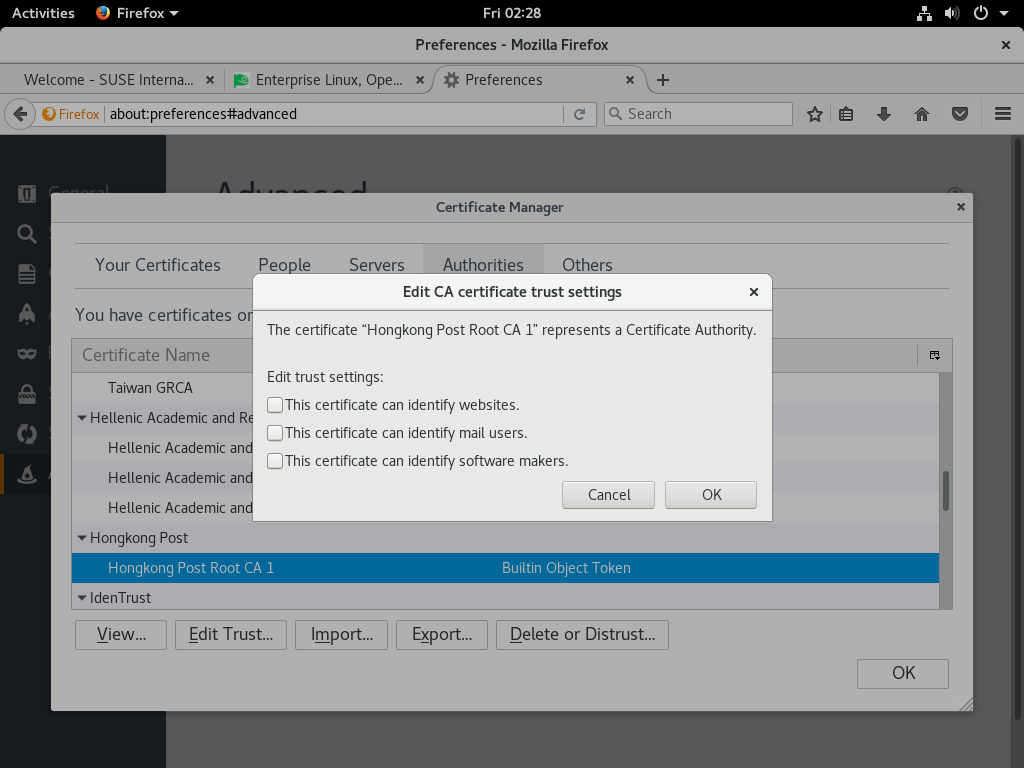 Activities Firefox Fri 02:28
Preferences - Mozilla Firefox
Welcome - SUSE Interna... Enterprise Linux, Ope... Preferences
Firefox about:preferences#advanced Search
General
Advanced
Certificate Manager
Your Certificates People Servers Authorities Others
Edit CA certificate trust settings
You have certificates
The certificate “Hongkong Post Root CA 1” represents a Certificate Authority.
Certificate Name
Edit trust settings:
Taiwan GRCA
This certificate can identify websites.
Hellenic Academic and
This certificate can identify mail users.
Hellenic Academic and
This certificate can identify software makers.
Hellenic Academic and
Cancel OK
Hellenic Academic and
Hongkong Post
Hongkong Post Root CA 1 Builtin Object Token
IdenTrust
View... Edit Trust... Import... Export... Delete or Distrust...
OK